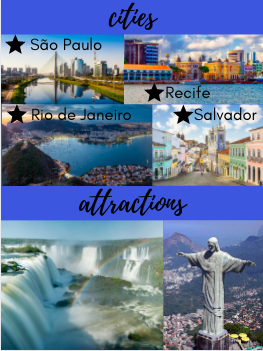 cities
★ São Paulo
★ Recife
★ Rio de Janeiro
★ Salvador
attractions